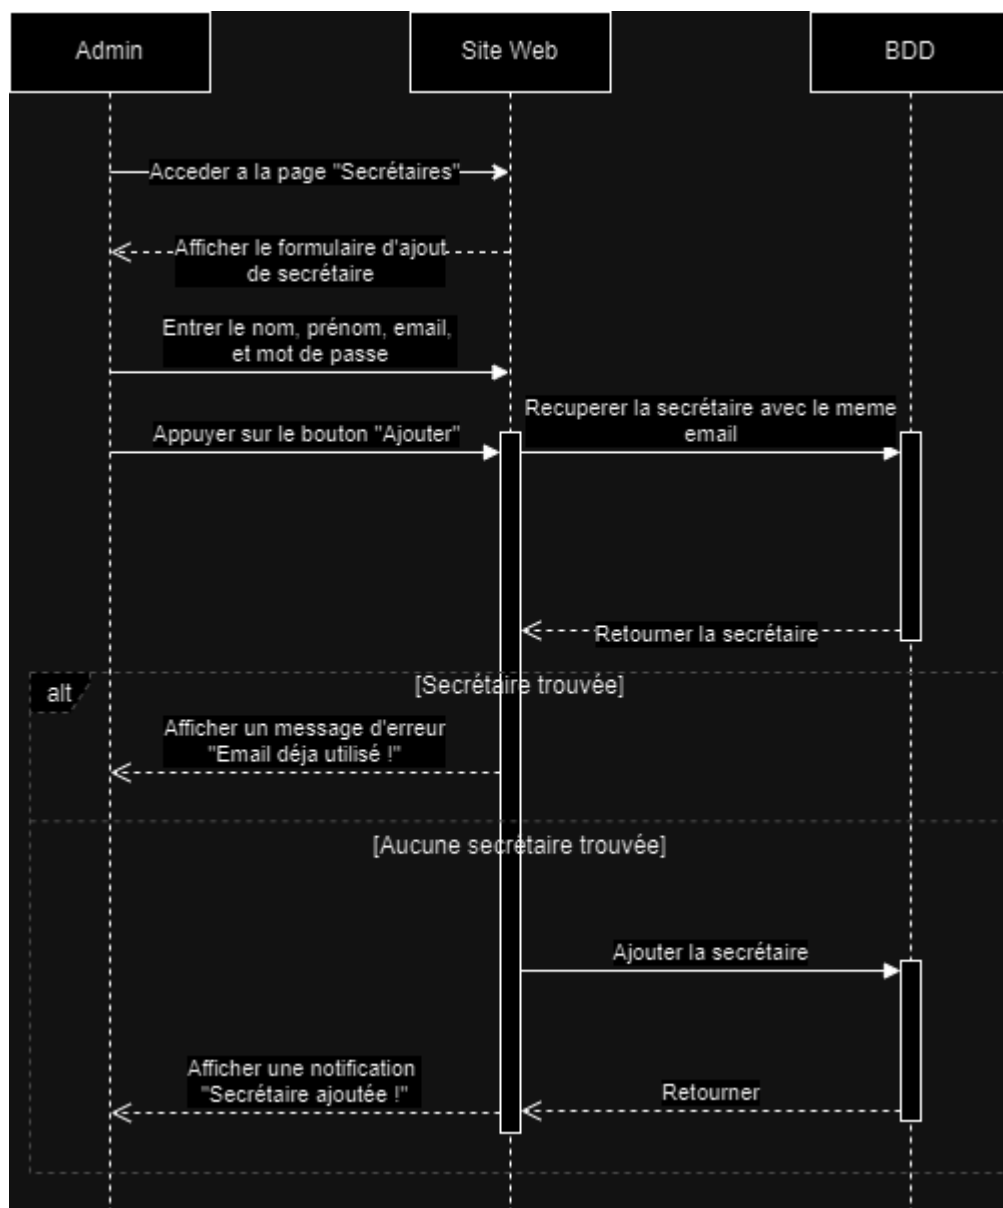 Admin
Site Web
BDD
Acceder a la page "Secrétaires"
Afficher le formulaire d'ajout
de secrétaire
Entrer le nom, prénom, email,
et mot de passe
Recuperer la secrétaire avec le meme
email
Appuyer sur le bouton "Ajouter"
Retourner la secrétaire
alt
[Secrétaire trouvée]
Afficher un message d'erreur
"Email déja utilisé !"
[Aucune secrétaire trouvée]
Ajouter la secrétaire
Afficher une notification
"Secrétaire ajoutée !"
Retourner